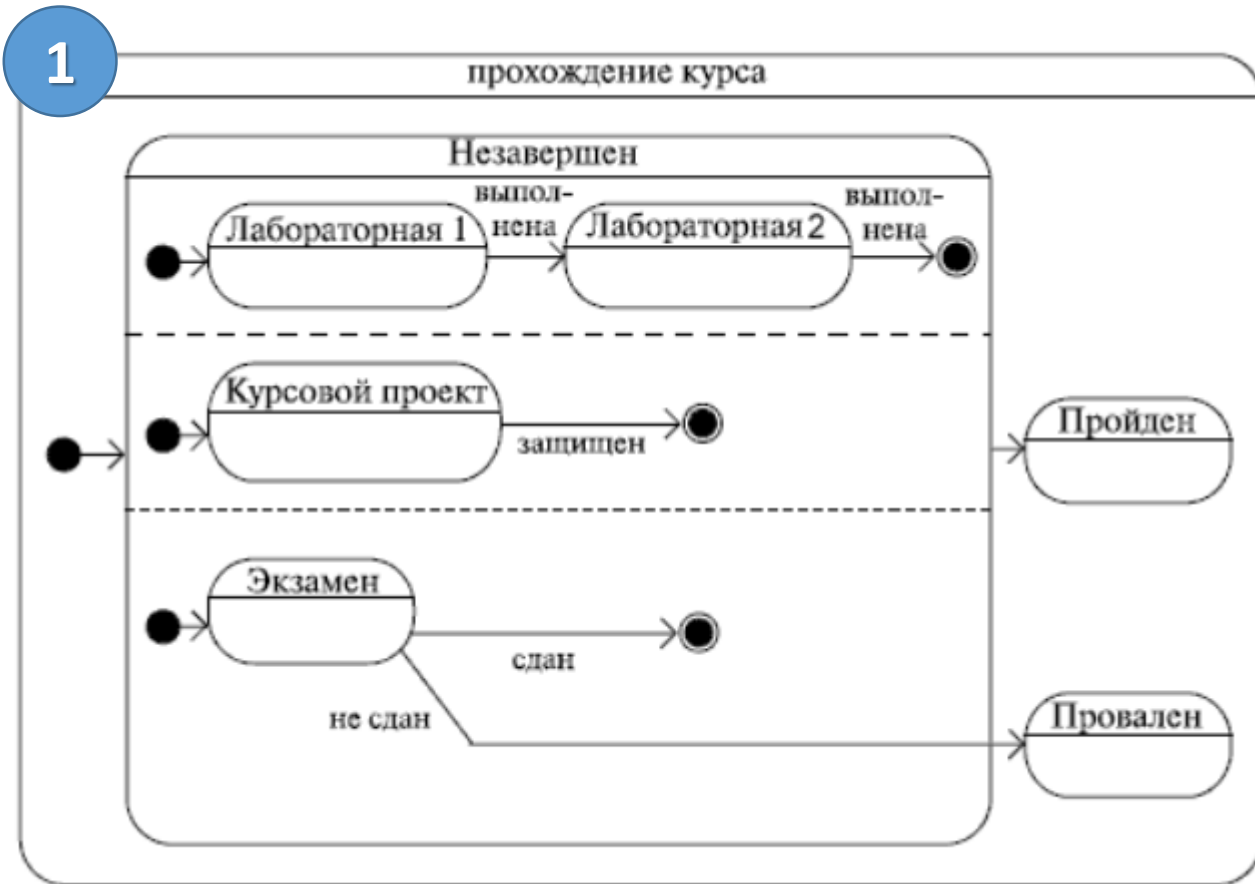 1
прохождение курса
Незавершен
выпол-
нена
выпол-
нена
Лабораторная 1
Лабораторная 2
Курсовой проект
защищен
Пройден
Экзамен
сдан
не сдан
Провален